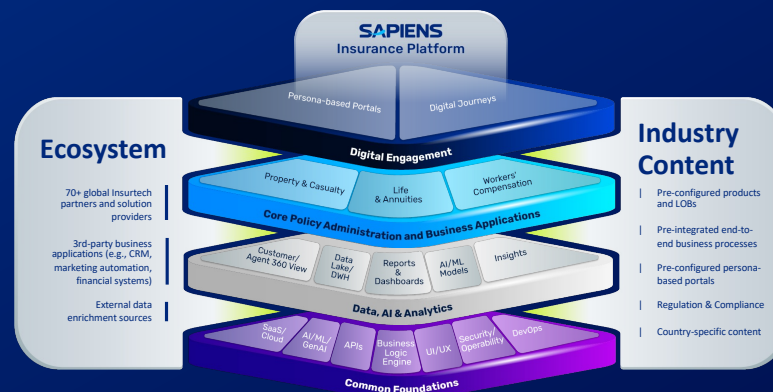 SAPIENS
Insurance Platform
Persona-based Portals
Digital Journeys
Digital Engagement
Property & Casualty
Life
& Annuities
Workers'
Compensation
Core Policy Administration and Business Applications
Customer/
Agent 360 View
Data
Lake/
DWH
Reports
&
Dashboards
AI/ML
Models
Insights
Data, AI & Analytics
SaaS/
Cloud
AI/ML/
GenAI
APIs
Business
Logic
Engine
UI/UX
Security/
Operability
DevOps
Common Foundations
Ecosystem
70+ global Insurtech
partners and solution
providers
3rd-party business
applications (e.g., CRM,
marketing automation,
financial systems)
External data
enrichment sources
Industry
Content
| Pre-configured products
and LOBs
| Pre-integrated end-to-
end business processes
| Pre-configured persona-
based portals
| Regulation & Compliance
| Country-specific content